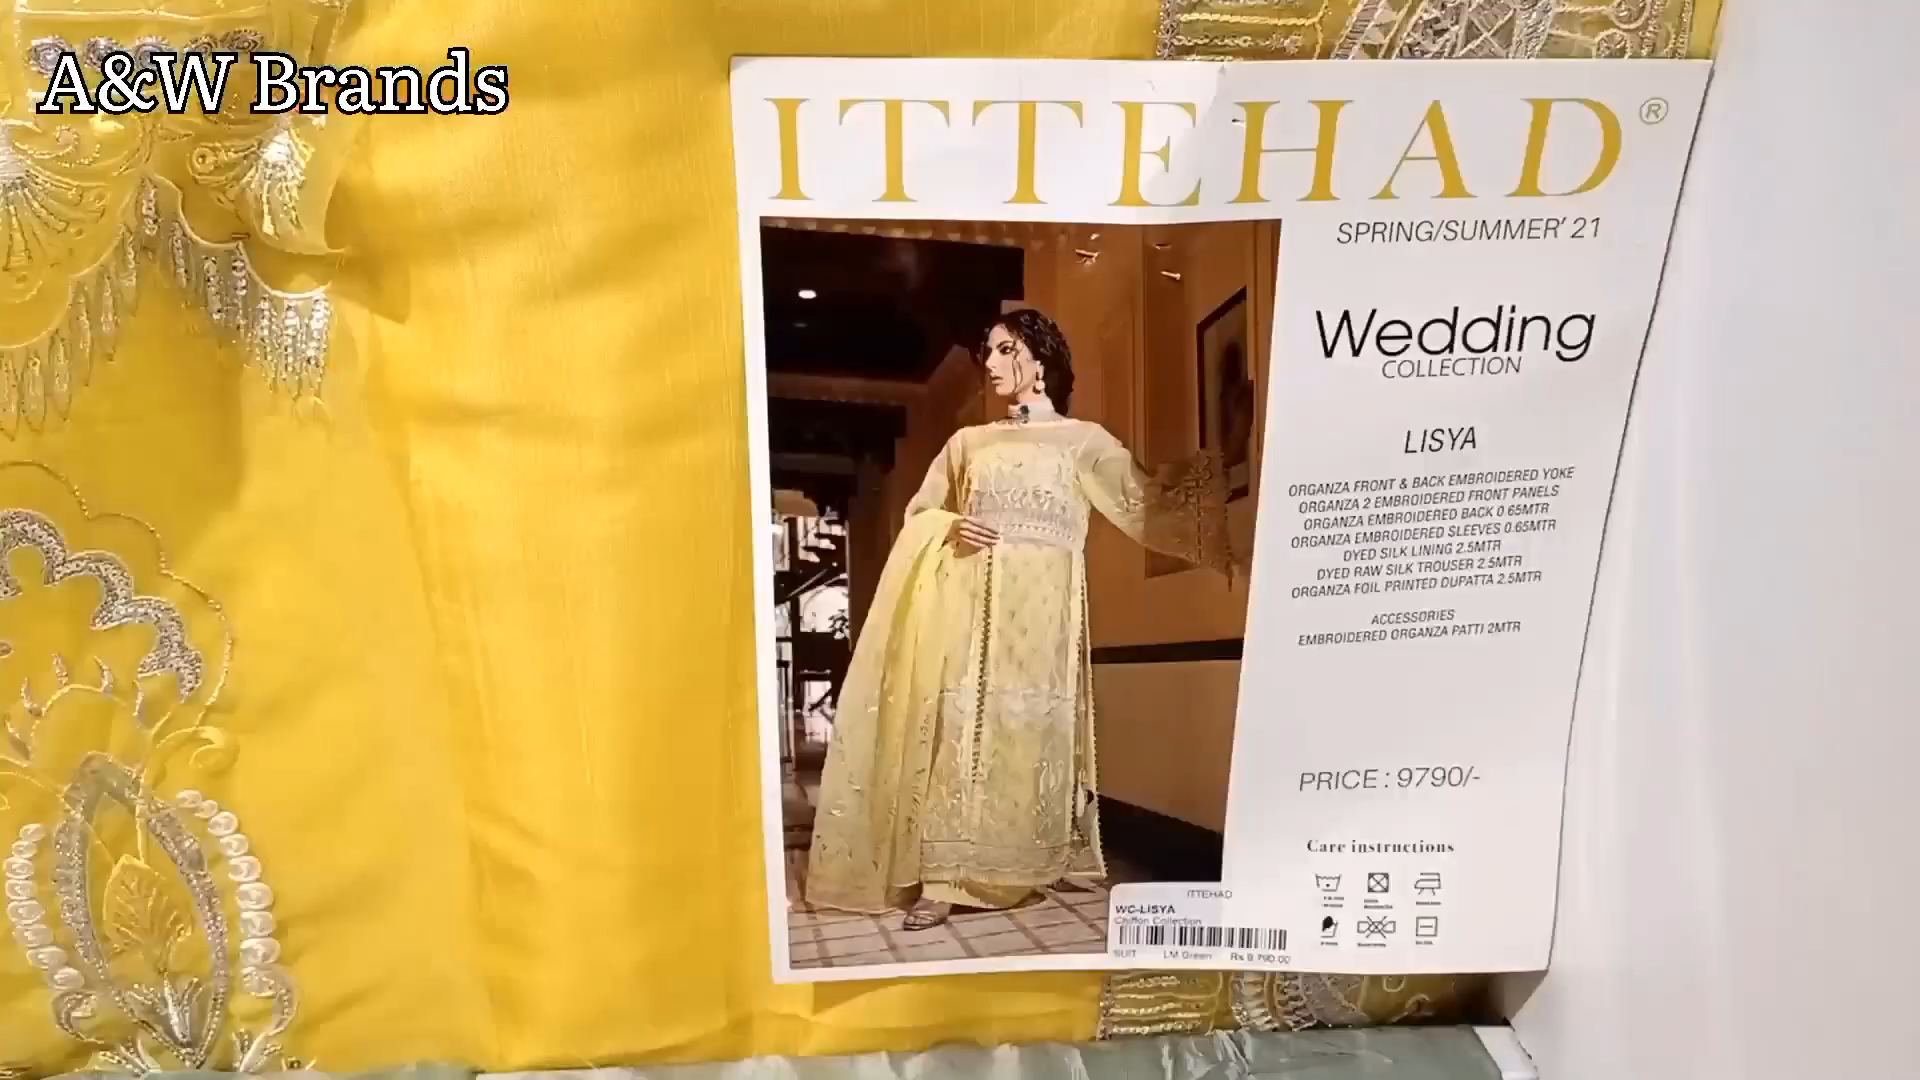 A&W Brands
ITTEHAD®
SPRING/SUMMER' 21
Wedding
COLLECTION
LISYA
ORGANZA FRONT & BACK EMBROIDERED YOKE
ORGANZA 2 EMBROIDERED FRONT PANELS
ORGANZA EMBROIDERED BACK 0.65MTR
ORGANZA EMBROIDERED SLEEVES 0.65MTR
DYED SILK LINING 2.5MTR
DYED RAW SILK TROUSER 2.5MTR
ORGANZA FOIL PRINTED DUPATTA 2.5MTR
ACCESSORIES
EMBROIDERED ORGANZA PATTI 2MTR
PRICE : 9790/-
Care instructions
ITTEHAD
WC-LISYA
Chiffon Collection
SUIT LM Green Rs 9,790.00